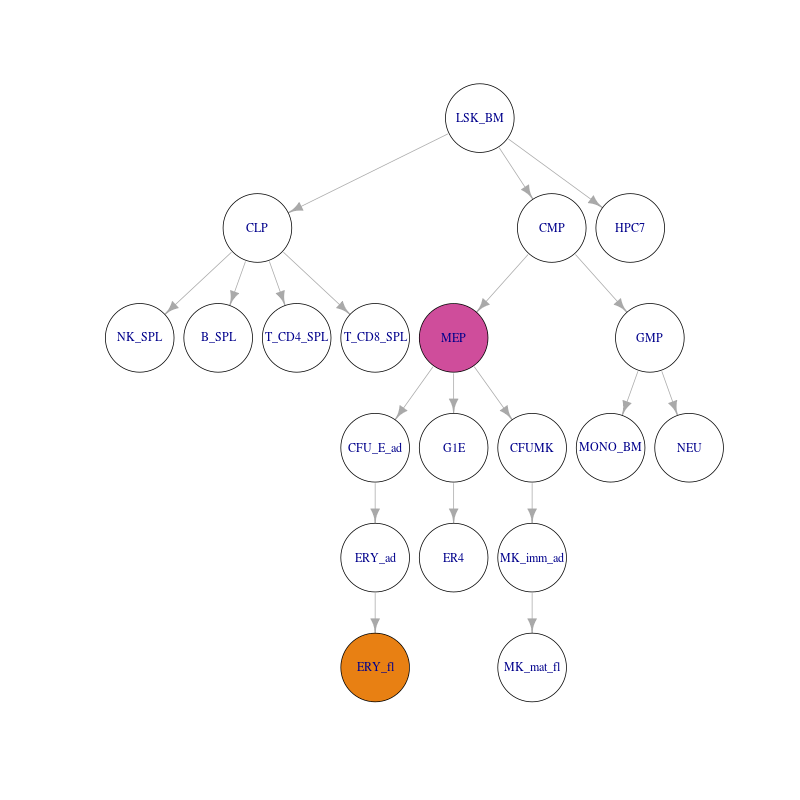 LSK_BM
CLP
CMP
HPC7
NK_SPL
B_SPL
T_CD4_SPL
T_CD8_SPL
MEP
GMP
CFU_E_ad
G1E
CFUMK
MONO_BM
NEU
ERY_ad
ER4
MK_imm_ad
ERY_fl
MK_mat_fl